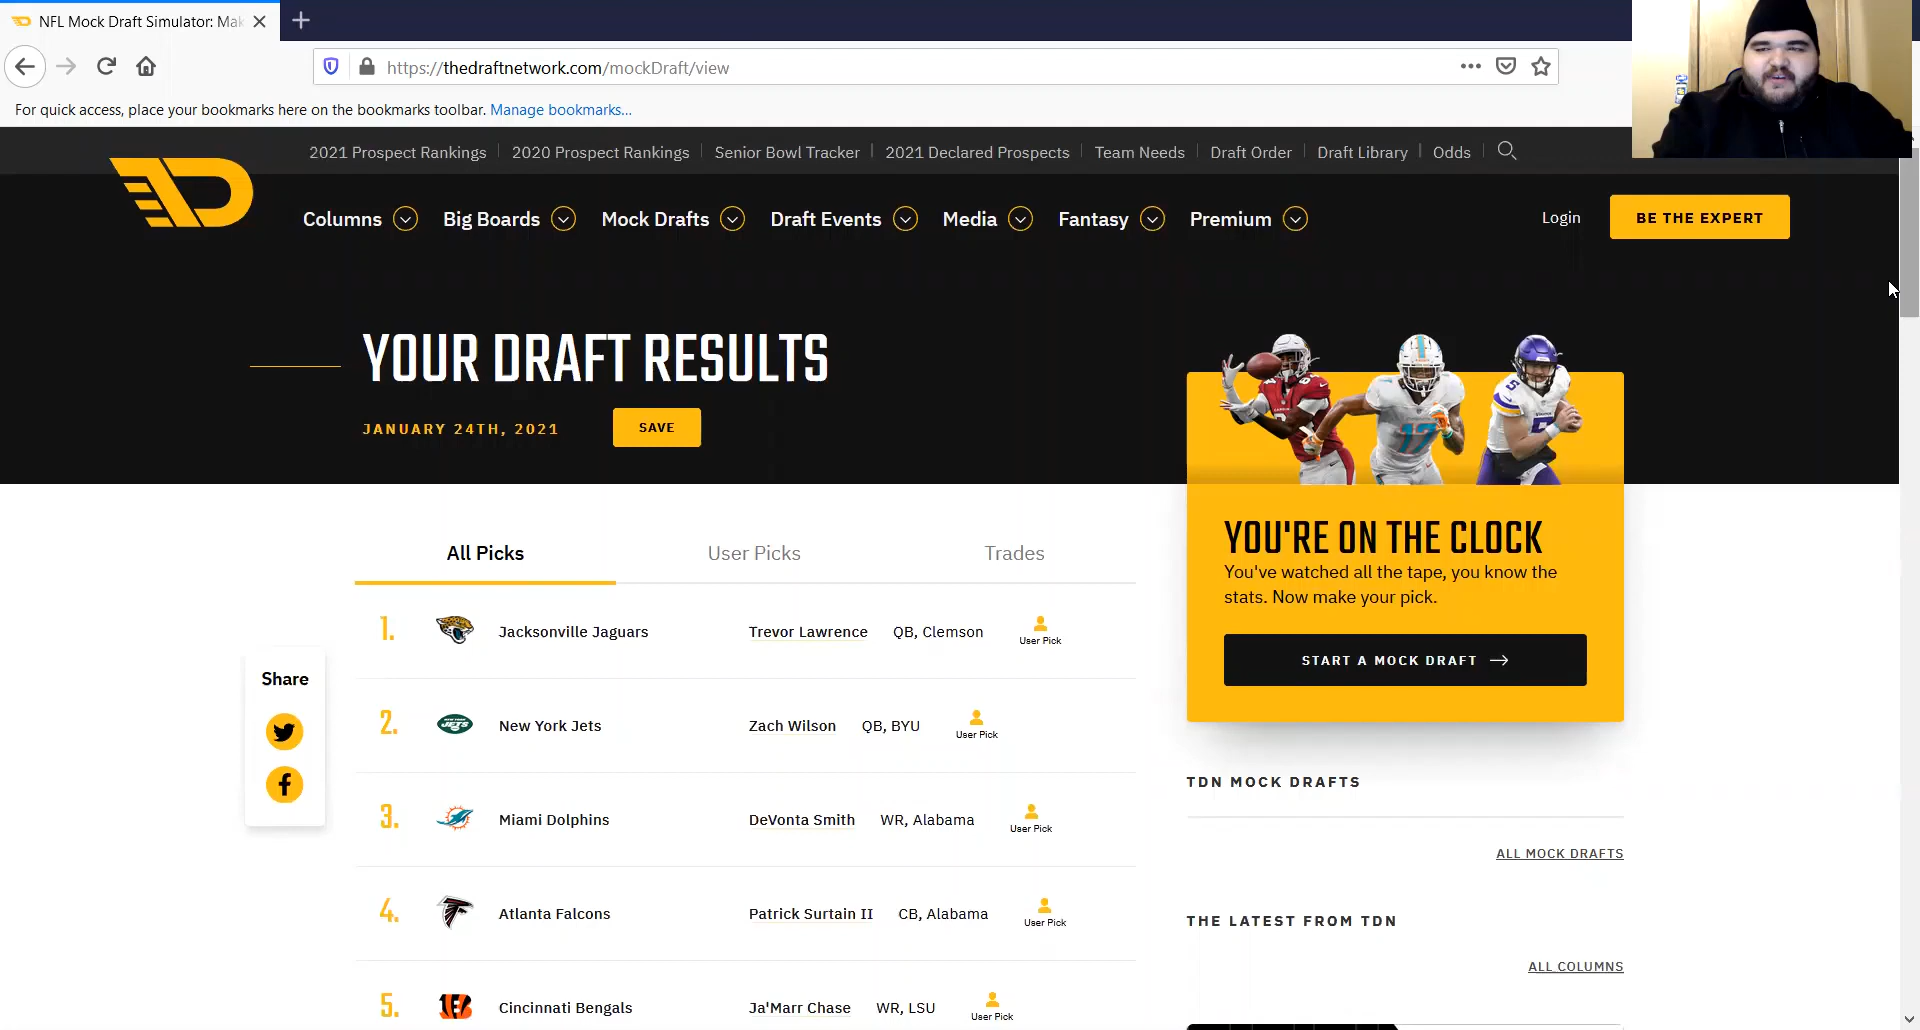 NFL Mock Draft Simulator: Mak
https://thedraftnetwork.com/mockDraft/view
For quick access, place your bookmarks here on the bookmarks toolbar. Manage bookmarks...
2021 Prospect Rankings 2020 Prospect Rankings Senior Bowl Tracker 2021 Declared Prospects Team Needs Draft Order Draft Library Odds
Columns Big Boards Mock Drafts Draft Events Media Fantasy Premium Login BE THE EXPERT
YOUR DRAFT RESULTS
JANUARY 24TH, 2021 SAVE
All Picks User Picks Trades
1. Jacksonville Jaguars Trevor Lawrence QB, Clemson User Pick
2. New York Jets Zach Wilson QB, BYU User Pick
3. Miami Dolphins DeVonta Smith WR, Alabama User Pick
4. Atlanta Falcons Patrick Surtain II CB, Alabama User Pick
5. Cincinnati Bengals Ja'Marr Chase WR, LSU User Pick
Share
YOU'RE ON THE CLOCK
You've watched all the tape, you know the
stats. Now make your pick.
START A MOCK DRAFT
TDN MOCK DRAFTS
ALL MOCK DRAFTS
THE LATEST FROM TDN
ALL COLUMNS